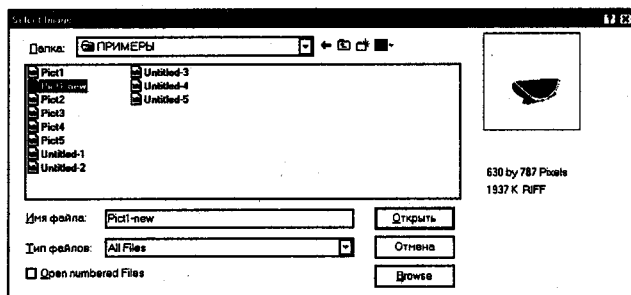 Select Image
Папка: ПРИМЕРЫ
Pict1
Pict1-new
Pict2
Pict3
Pict4
Pict5
Untitled-1
Untitled-2
Untitled-3
Untitled-4
Untitled-5
630 by 787 Pixels
1937 K RIFF
Имя файла: Pict1-new
Открыть
Тип файлов: All Files
Отмена
Open numbered Files
Browse